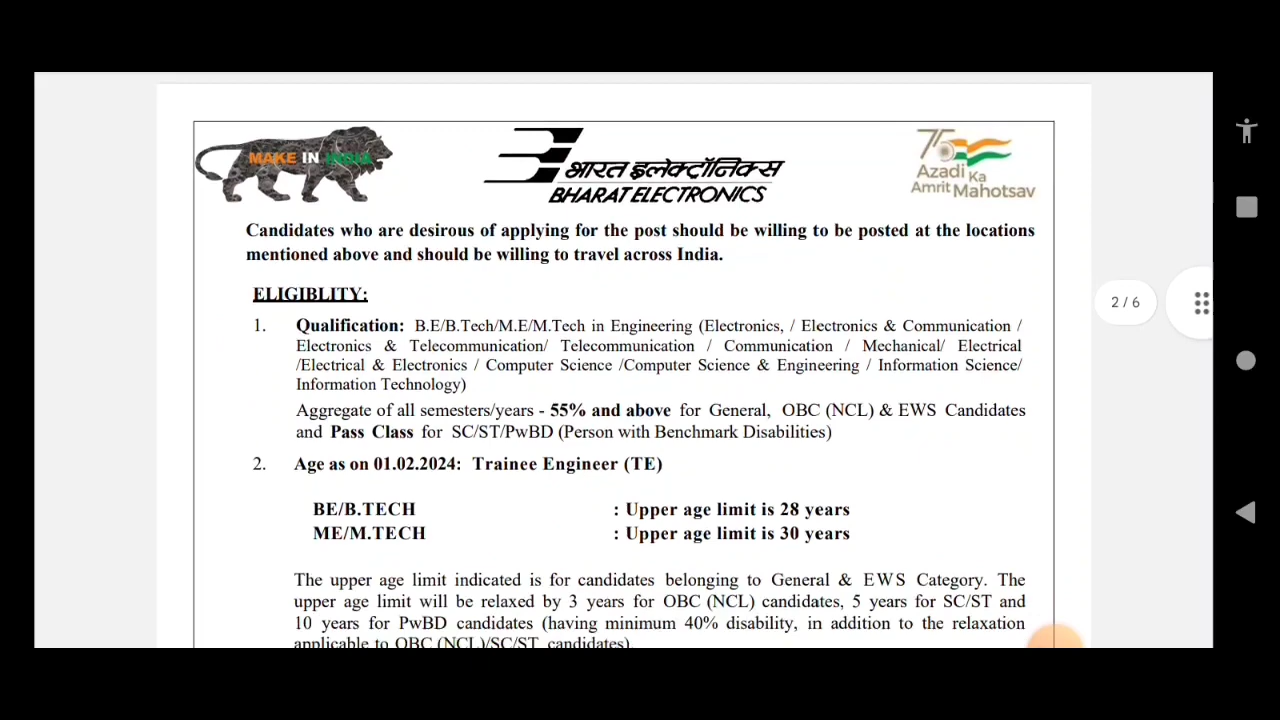 MAKE IN INDIA
भारत इलेक्ट्रॉनिक्स
BHARAT ELECTRONICS
75
Azadi Ka
Amrit Mahotsav
Candidates who are desirous of applying for the post should be willing to be posted at the locations
mentioned above and should be willing to travel across India.
ELIGIBLITY:
1. Qualification: B.E/B.Tech/M.E/M.Tech in Engineering (Electronics, / Electronics & Communication /
Electronics & Telecommunication/ Telecommunication / Communication / Mechanical/ Electrical
/Electrical & Electronics / Computer Science /Computer Science & Engineering / Information Science/
Information Technology)
Aggregate of all semesters/years - 55% and above for General, OBC (NCL) & EWS Candidates
and Pass Class for SC/ST/PwBD (Person with Benchmark Disabilities)
2. Age as on 01.02.2024: Trainee Engineer (TE)
BE/B.TECH : Upper age limit is 28 years
ME/M.TECH : Upper age limit is 30 years
The upper age limit indicated is for candidates belonging to General & EWS Category. The
upper age limit will be relaxed by 3 years for OBC (NCL) candidates, 5 years for SC/ST and
10 years for PwBD candidates (having minimum 40% disability, in addition to the relaxation
applicable to OBC (NCL)/SC/ST candidates).
2 / 6